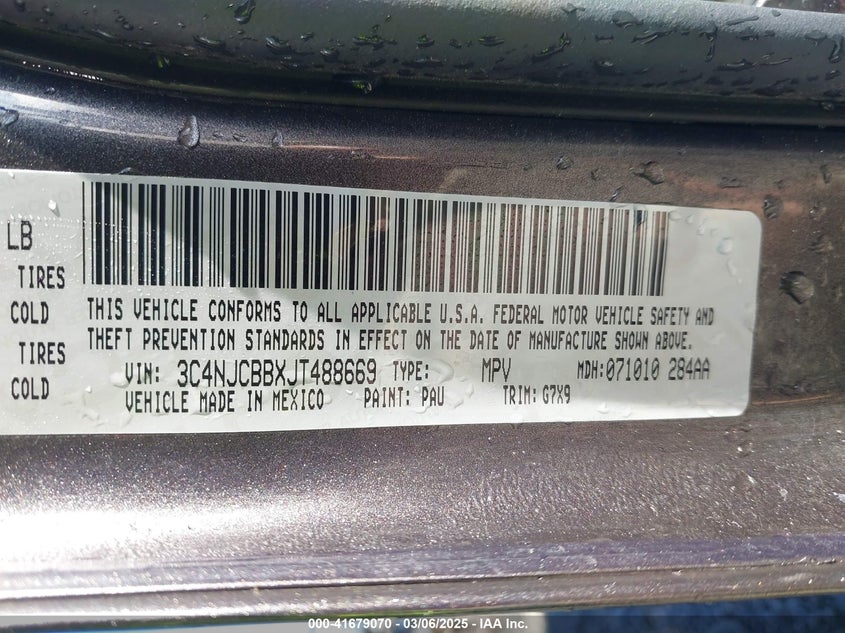 LB
TIRES
COLD
TIRES
COLD
THIS VEHICLE CONFORMS TO ALL APPLICABLE U.S.A. FEDERAL MOTOR VEHICLE SAFETY AND
THEFT PREVENTION STANDARDS IN EFFECT ON THE DATE OF MANUFACTURE SHOWN ABOVE.
VIN: 3C4NJCBBXJT488669 TYPE: MPV MDH:071010 284AA
VEHICLE MADE IN MEXICO PAINT: PAU TRIM: G7X9
000-41679070 — 03/06/2025 — IAA Inc.